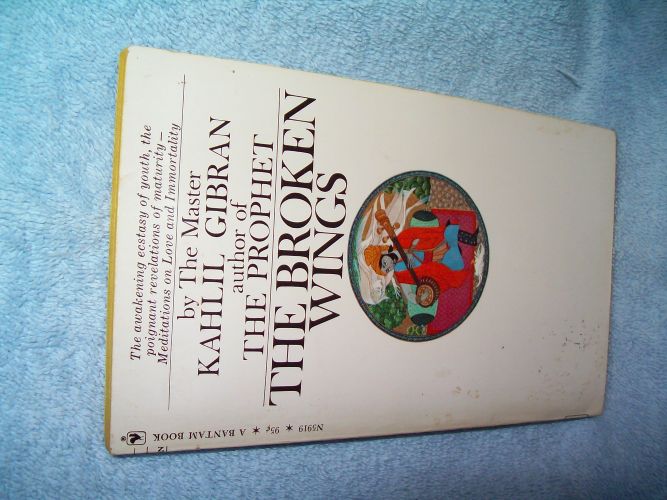 N5919 ★ 95¢ ★ A BANTAM BOOK ®
The awakening ecstasy of youth, the
poignant revelations of maturity—
Meditations on Love and Immortality
by The Master
KAHLIL GIBRAN
author of
THE PROPHET
THE BROKEN
WINGS